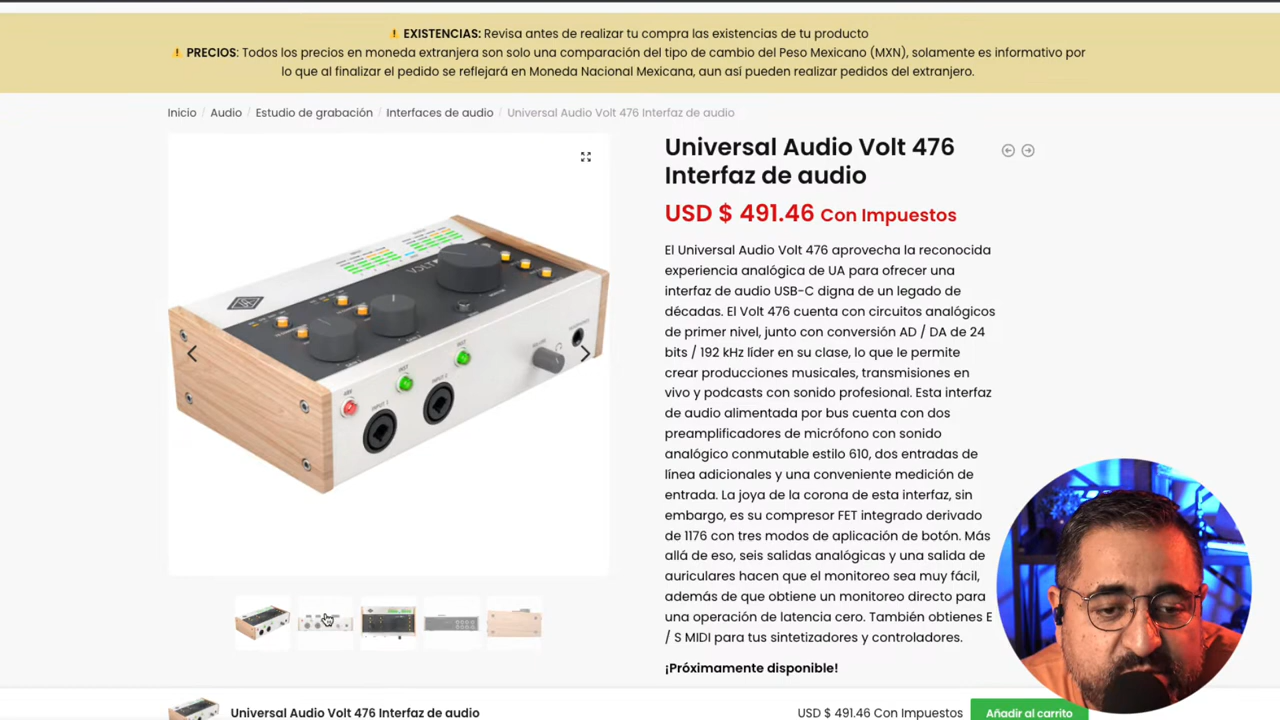 ⚠️ EXISTENCIAS: Revisa antes de realizar tu compra las existencias de tu producto
⚠️ PRECIOS: Todos los precios en moneda extranjera son solo una comparación del tipo de cambio del Peso Mexicano (MXN), solamente es informativo por
lo que al finalizar el pedido se reflejará en Moneda Nacional Mexicana, aun así pueden realizar pedidos del extranjero.
Inicio / Audio / Estudio de grabación / Interfaces de audio / Universal Audio Volt 476 Interfaz de audio
Universal Audio Volt 476
Interfaz de audio
USD $ 491.46 Con Impuestos
El Universal Audio Volt 476 aprovecha la reconocida
experiencia analógica de UA para ofrecer una
interfaz de audio USB-C digna de un legado de
décadas. El Volt 476 cuenta con circuitos analógicos
de primer nivel, junto con conversión AD / DA de 24
bits / 192 kHz líder en su clase, lo que le permite
crear producciones musicales, transmisiones en
vivo y podcasts con sonido profesional. Esta interfaz
de audio alimentada por bus cuenta con dos
preamplificadores de micrófono con sonido
analógico conmutable estilo 610, dos entradas de
línea adicionales y una conveniente medición de
entrada. La joya de la corona de esta interfaz, sin
embargo, es su compresor FET integrado derivado
de 1176 con tres modos de aplicación de botón. Más
allá de eso, seis salidas analógicas y una salida de
auriculares hacen que el monitoreo sea muy fácil,
además de que obtiene un monitoreo directo para
una operación de latencia cero. También obtienes E
/ S MIDI para tus sintetizadores y controladores.
¡Próximamente disponible!
48V
INPUT 1
INST
INPUT 2
INST
Universal Audio Volt 476 Interfaz de audio
USD $ 491.46 Con Impuestos
Añadir al carrito